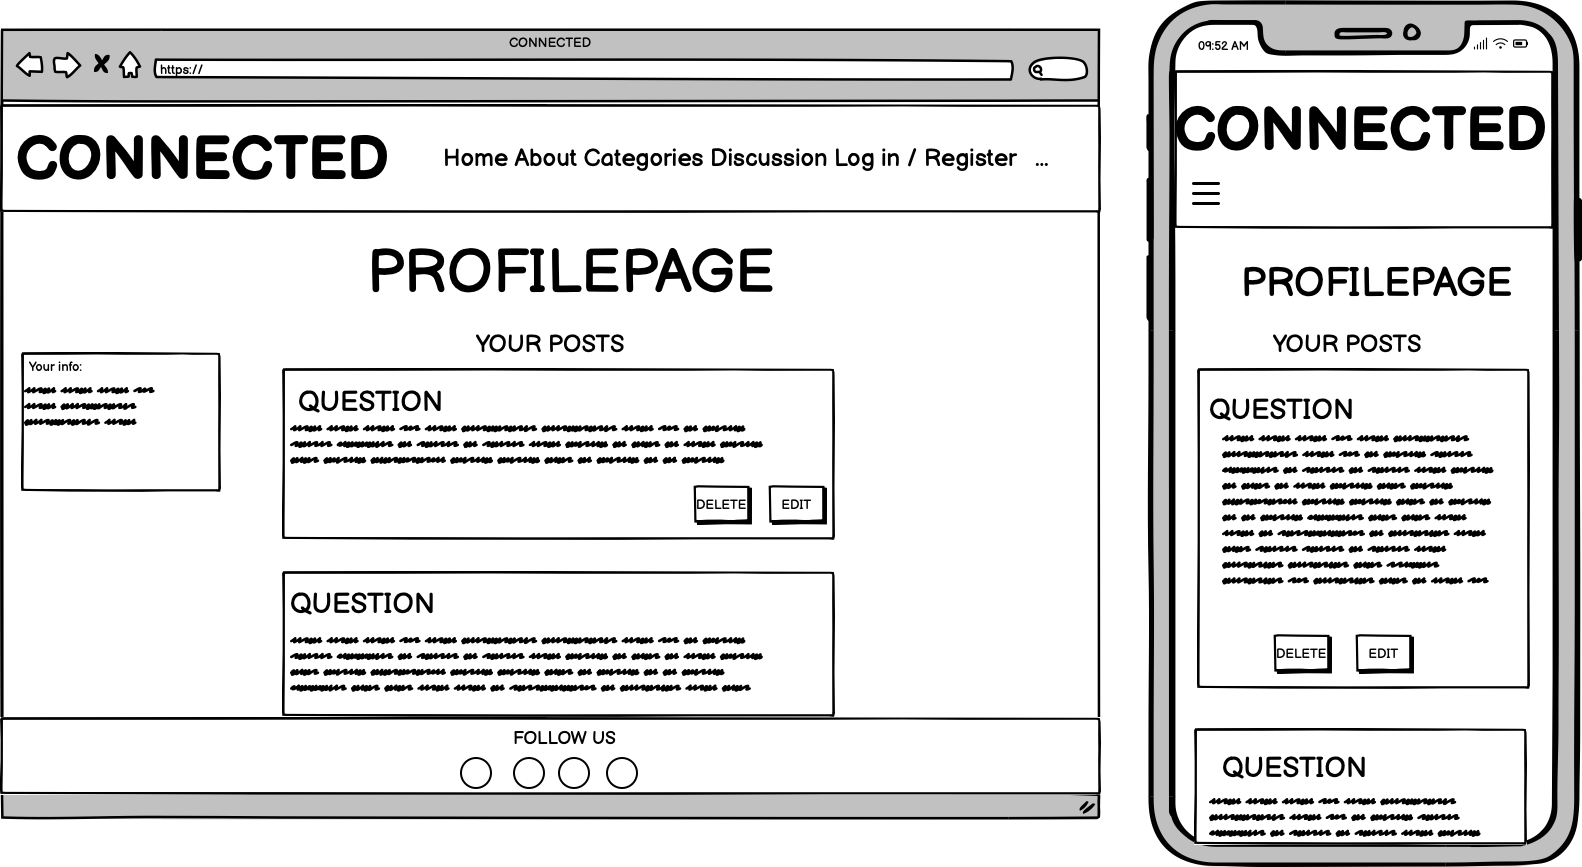 CONNECTED
https://
CONNECTED
Home About Categories Discussion Log in / Register ...
PROFILEPAGE
YOUR POSTS
Your info:
QUESTION
DELETE EDIT
QUESTION
FOLLOW US
09:52 AM
CONNECTED
PROFILEPAGE
YOUR POSTS
QUESTION
DELETE EDIT
QUESTION